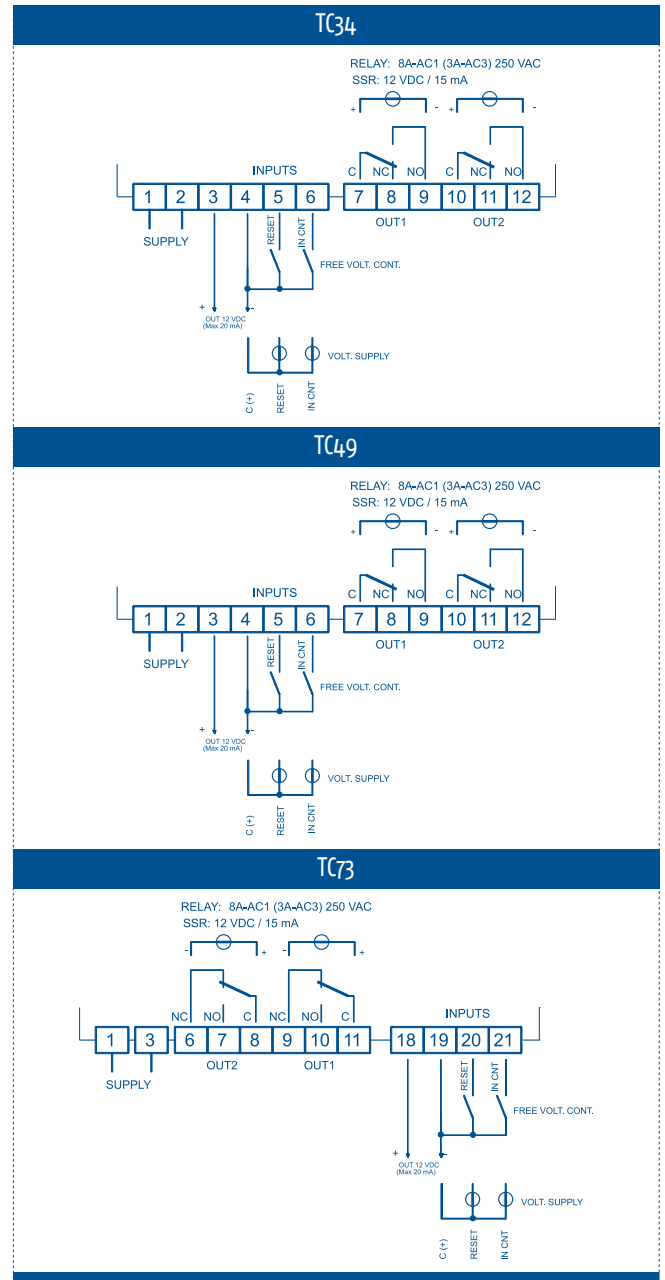 TC34
RELAY: 8A-AC1 (3A-AC3) 250 VAC
SSR: 12 VDC / 15 mA
+ - + -
INPUTS
C NC NO C NC NO
1 2 3 4 5 6 7 8 9 10 11 12
SUPPLY
RESET
IN CNT
OUT1 OUT2
FREE VOLT. CONT.
+ -
OUT 12 VDC
(Max 20 mA)
VOLT. SUPPLY
C (+)
RESET
IN CNT
TC49
RELAY: 8A-AC1 (3A-AC3) 250 VAC
SSR: 12 VDC / 15 mA
+ - + -
INPUTS
C NC NO C NC NO
1 2 3 4 5 6 7 8 9 10 11 12
SUPPLY
RESET
IN CNT
OUT1 OUT2
FREE VOLT. CONT.
+ -
OUT 12 VDC
(Max 20 mA)
VOLT. SUPPLY
C (+)
RESET
IN CNT
TC73
RELAY: 8A-AC1 (3A-AC3) 250 VAC
SSR: 12 VDC / 15 mA
- + - +
NC NO C NC NO C
INPUTS
1 3 6 7 8 9 10 11 18 19 20 21
SUPPLY
OUT2 OUT1
RESET
IN CNT
FREE VOLT. CONT.
+ -
OUT 12 VDC
(Max 20 mA)
VOLT. SUPPLY
C (+)
RESET
IN CNT